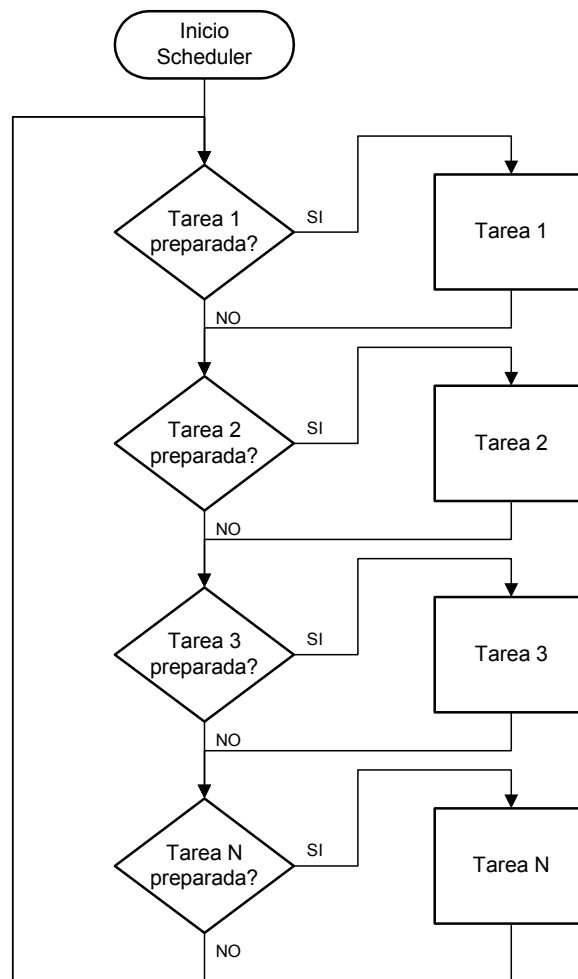 Inicio
Scheduler
Tarea 1
preparada?
SI
Tarea 1
NO
Tarea 2
preparada?
SI
Tarea 2
NO
Tarea 3
preparada?
SI
Tarea 3
NO
Tarea N
preparada?
SI
Tarea N
NO